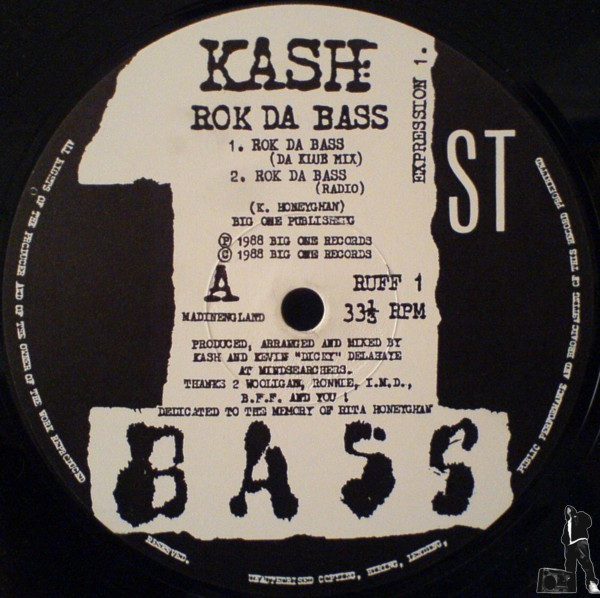 KASH
ROK DA BASS
1. ROK DA BASS
(DA KLUB MIX)
2. ROK DA BASS
(RADIO)
(K. HONEYGHAN)
BIG ONE PUBLISHING
Ⓟ 1988 BIG ONE RECORDS
Ⓒ 1988 BIG ONE RECORDS
A
RUFF 1
MADINENGLAND
33⅓ RPM
PRODUCED, ARRANGED AND MIXED BY
KASH AND KEVIN "DICKY" DELAHAYE
AT MINDSEARCHERS.
THANKS 2 WOOLIGAN, RONNIE, I.M.D.,
B.F.F. AND YOU !
DEDICATED TO THE MEMORY OF RITA HONEYGHAN
EXPRESSION 1.
ST
BASS
ALL RIGHTS OF THE PRODUCER AND OF THE OWNER OF THE WORK REPRODUCED
RESERVED.
UNAUTHORISED COPYING, HIRING, LENDING,
PUBLIC PERFORMANCE AND BROADCASTING OF THIS RECORD PROHIBITED